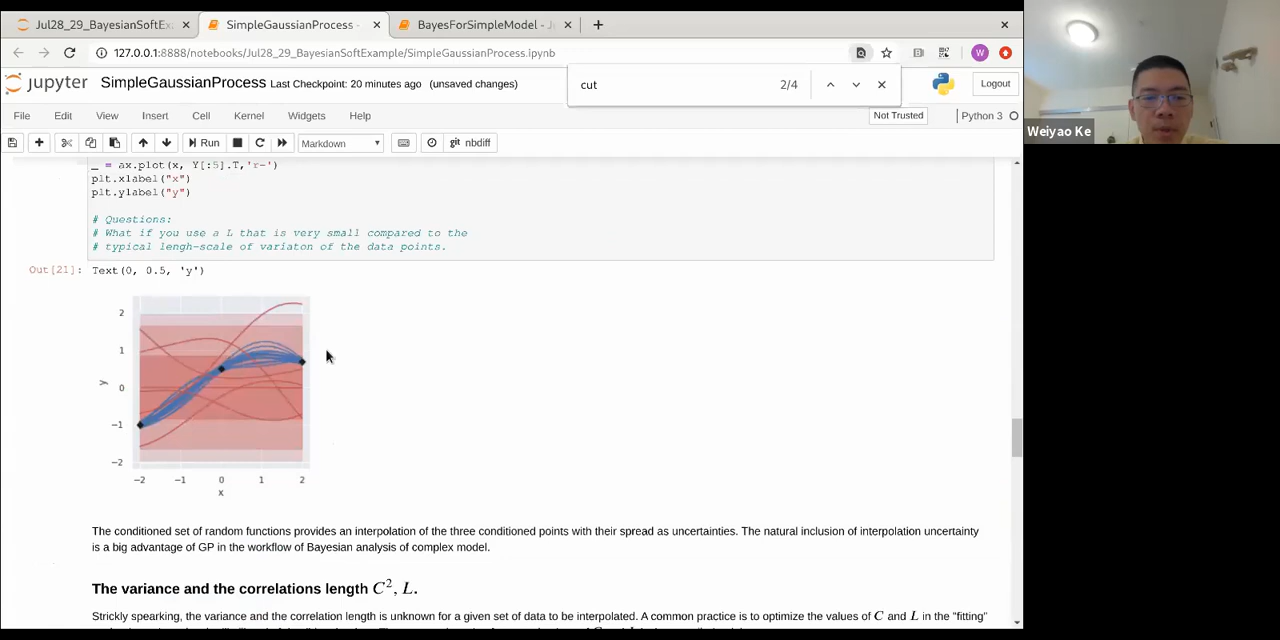 Jul28_29_BayesianSoftEx
SimpleGaussianProcess -
BayesForSimpleModel - J
127.0.0.1:8888/notebooks/Jul28_29_BayesianSoftExample/SimpleGaussianProcess.ipynb
W
cut 2/4
jupyter SimpleGaussianProcess Last Checkpoint: 20 minutes ago (unsaved changes)
Logout
File Edit View Insert Cell Kernel Widgets Help
Not Trusted Python 3
Run Markdown git nbdiff
Weiyao Ke
_ = ax.plot(x, Y[:5].T,'r-')
plt.xlabel("x")
plt.ylabel("y")
# Questions:
# What if you use a L that is very small compared to the
# typical lengh-scale of variaton of the data points.
Out[21]: Text(0, 0.5, 'y')
2
1
0
−1
−2
y
−2 −1 0 1 2
x
The conditioned set of random functions provides an interpolation of the three conditioned points with their spread as uncertainties. The natural inclusion of interpolation uncertainty
is a big advantage of GP in the workflow of Bayesian analysis of complex model.
The variance and the correlations length C², L.
Strickly spearking, the variance and the correlation length is unknown for a given set of data to be interpolated. A common practice is to optimize the values of C and L in the "fitting"